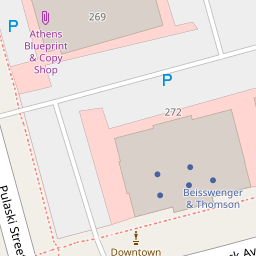 269
Athens
Blueprint
& Copy
Shop
P
P
272
Beisswenger
& Thomson
Pulaski Street
Downtown